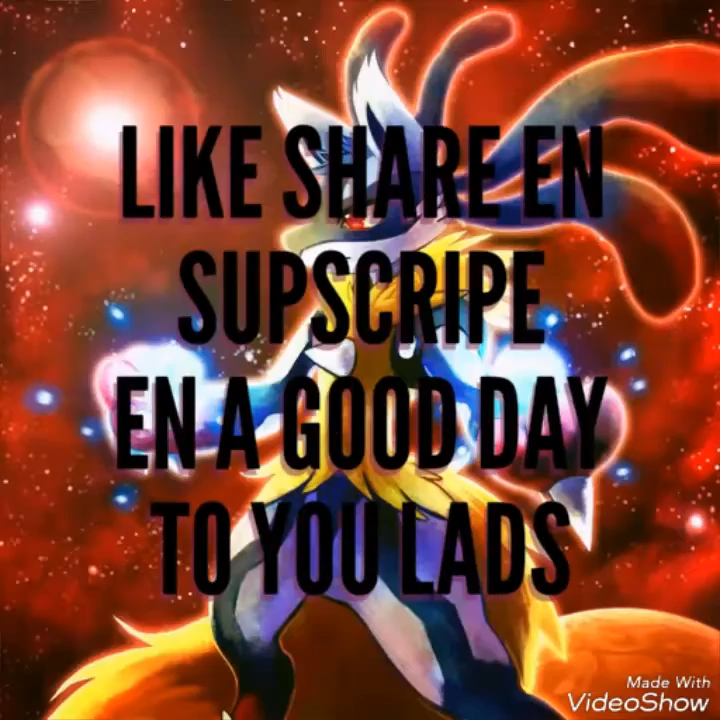 LIKE SHARE EN
SUPSCRIPE
EN A GOOD DAY
TO YOU LADS
Made With
VideoShow